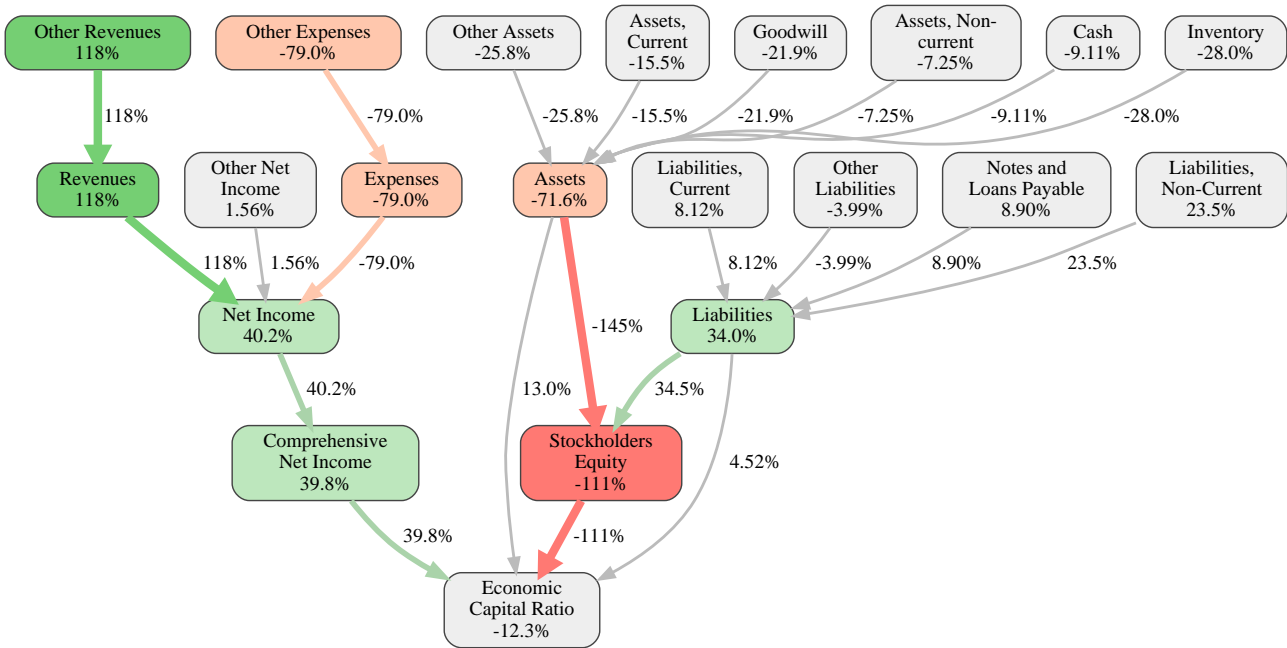 Other Revenues
118%
Other Expenses
-79.0%
Other Assets
-25.8%
Assets,
Current
-15.5%
Goodwill
-21.9%
Assets, Non-
current
-7.25%
Cash
-9.11%
Inventory
-28.0%
118%
-79.0%
-25.8%
-15.5%
-21.9%
-7.25%
-9.11%
-28.0%
Revenues
118%
Other Net
Income
1.56%
Expenses
-79.0%
Assets
-71.6%
Liabilities,
Current
8.12%
Other
Liabilities
-3.99%
Notes and
Loans Payable
8.90%
Liabilities,
Non-Current
23.5%
118%
1.56%
-79.0%
8.12%
-3.99%
8.90%
23.5%
Net Income
40.2%
-145%
Liabilities
34.0%
40.2%
13.0%
34.5%
Comprehensive
Net Income
39.8%
Stockholders
Equity
-111%
4.52%
39.8%
-111%
Economic
Capital Ratio
-12.3%